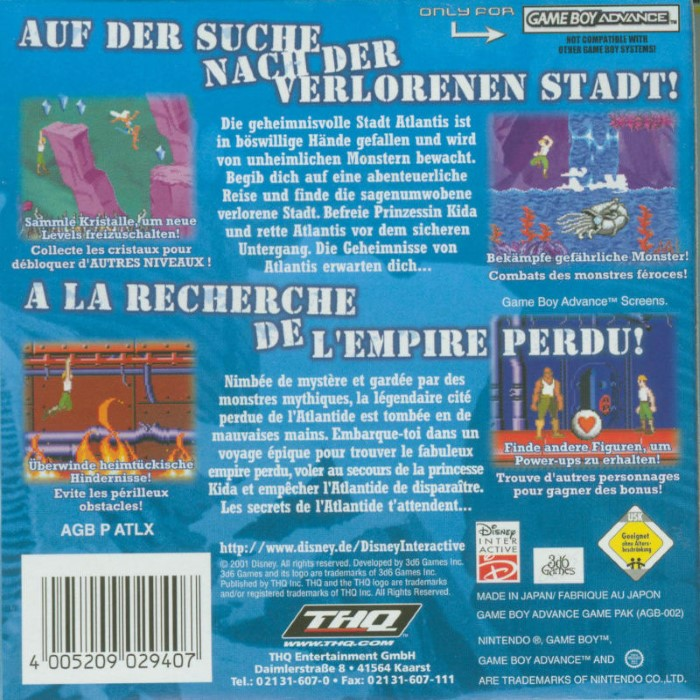 ONLY FOR
GAME BOY ADVANCE™
NOT COMPATIBLE WITH
OTHER GAME BOY SYSTEMS!
AUF DER SUCHE
NACH DER
VERLORENEN STADT!
Die geheimnisvolle Stadt Atlantis ist
in böswillige Hände gefallen und wird
von unheimlichen Monstern bewacht.
Begib dich auf eine abenteuerliche
Reise und finde die sagenumwobene
verlorene Stadt. Befreie Prinzessin Kida
und rette Atlantis vor dem sicheren
Untergang. Die Geheimnisse von
Atlantis erwarten dich...
Sammle Kristalle, um neue
Levels freizuschalten!
Collecte les cristaux pour
débloquer d'AUTRES NIVEAUX !
Bekämpfe gefährliche Monster!
Combats des monstres féroces!
Game Boy Advance™ Screens.
A LA RECHERCHE
DE L'EMPIRE PERDU!
Nimbée de mystère et gardée par des
monstres mythiques, la légendaire cité
perdue de l'Atlantide est tombée en de
mauvaises mains. Embarque-toi dans un
voyage épique pour trouver le fabuleux
empire perdu, voler au secours de la princesse
Kida et empêcher l'Atlantide de disparaître.
Les secrets de l'Atlantide t'attendent...
Überwinde heimtückische
Hindernisse!
Evite les périlleux
obstacles!
Finde andere Figuren, um
Power-ups zu erhalten!
Trouve d'autres personnages
pour gagner des bonus!
AGB P ATLX
http://www.disney.de/DisneyInteractive
© 2001 Disney. All rights reserved. Developed by 3d6 Games Inc.
3d6 Games and its logo are trademarks of 3d6 Games Inc.
Published by THQ Inc. THQ and the THQ logo are trademarks
and/or registered trademarks of THQ Inc. All Rights Reserved.
Disney
INTER
ACTIVE
D
3d6
Games
USK
Geeignet
ohne Alters-
beschränkung
4 005209 029407
THQ
WWW.THQ.COM
THQ Entertainment GmbH
Daimlerstraße 8 • 41564 Kaarst
Tel.: 0 21 31-607-0 • Fax: 0 21 31-607-111
MADE IN JAPAN/ FABRIQUE AU JAPON
GAME BOY ADVANCE GAME PAK (AGB-002)
NINTENDO ®, GAME BOY™,
GAME BOY ADVANCE™ AND
ARE TRADEMARKS OF NINTENDO CO.,LTD.